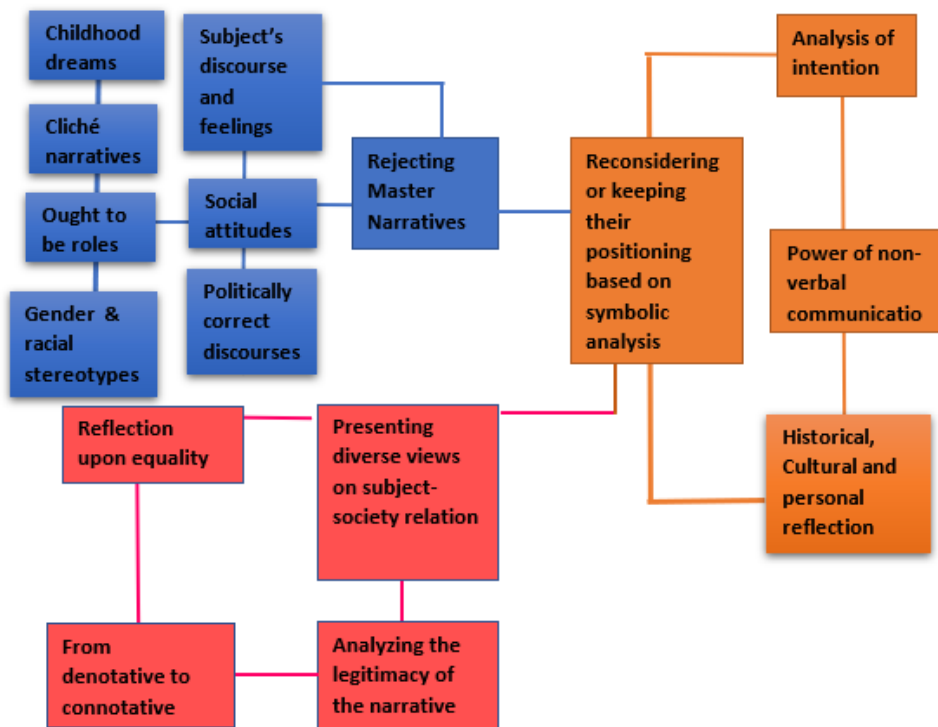 Childhood
dreams
Cliché
narratives
Ought to
be roles
Gender &
racial
stereotypes
Subject's
discourse
and
feelings
Social
attitudes
Politically
correct
discourses
Rejecting
Master
Narratives
Reconsidering
or keeping
their
positioning
based on
symbolic
analysis
Analysis of
intention
Power of non-
verbal
communicatio
Historical,
Cultural and
personal
reflection
Presenting
diverse views
on subject-
society relation
Reflection
upon equality
From
denotative to
connotative
Analyzing the
legitimacy of
the narrative